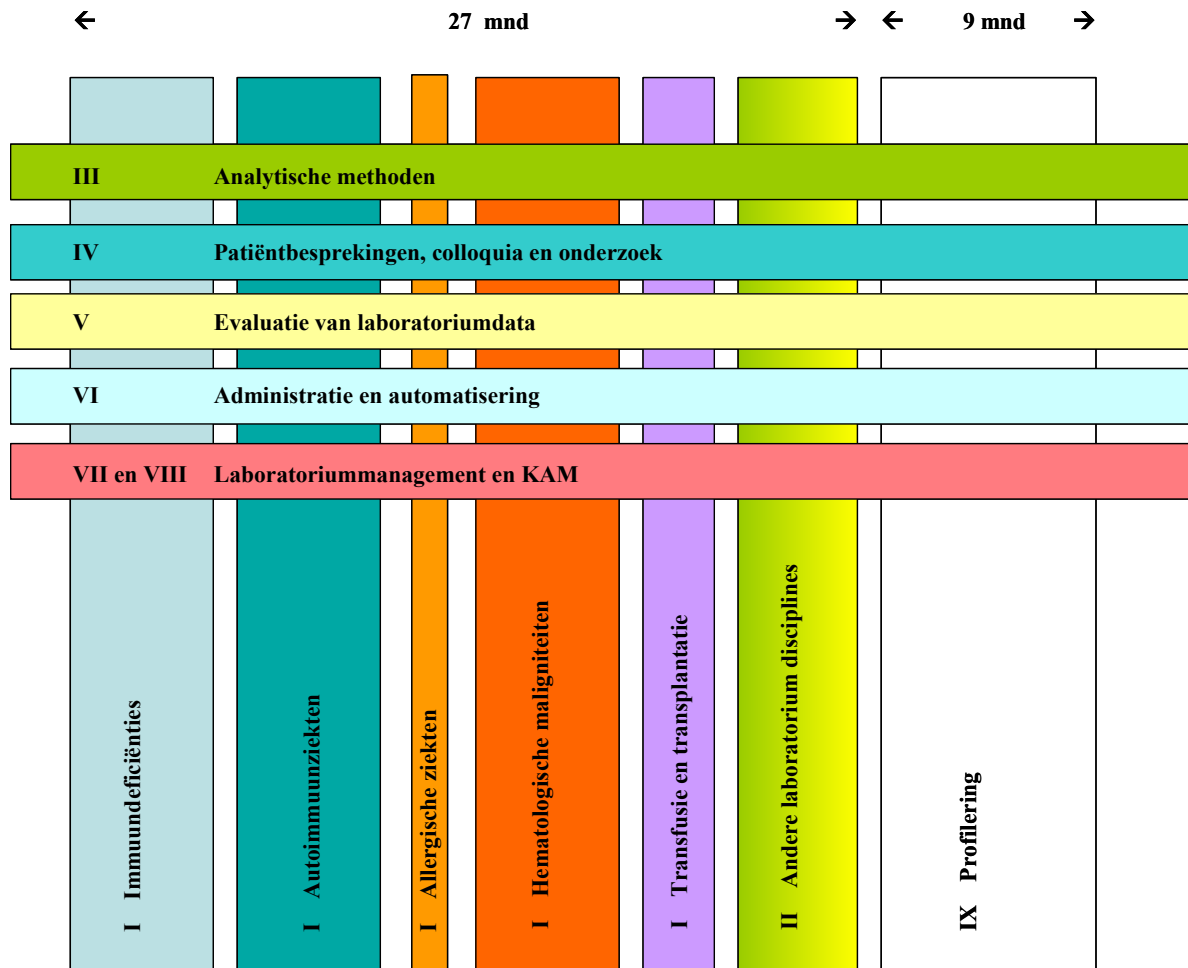 ← 27 mnd → ← 9 mnd →
III Analytische methoden
IV Patiëntbesprekingen, colloquia en onderzoek
V Evaluatie van laboratoriumdata
VI Administratie en automatisering
VII en VIII Laboratoriummanagement en KAM
I Immuundeficiënties
I Autoimmuunziekten
I Allergische ziekten
I Hematologische maligniteiten
I Transfusie en transplantatie
II Andere laboratorium disciplines
IX Profilering